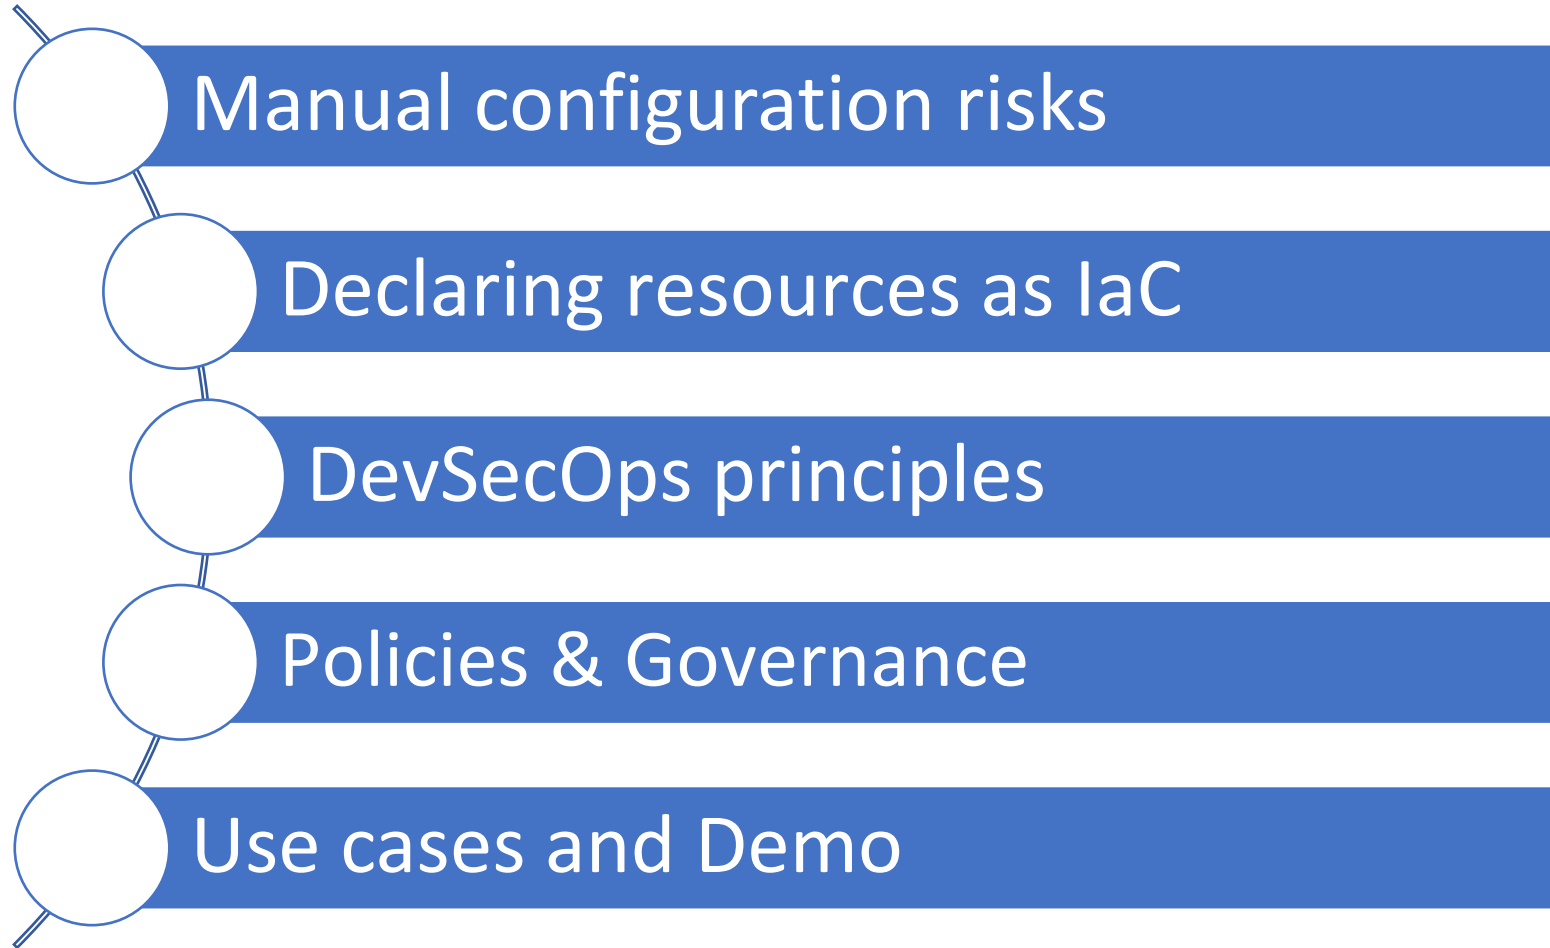 Manual configuration risks
Declaring resources as IaC
DevSecOps principles
Policies & Governance
Use cases and Demo